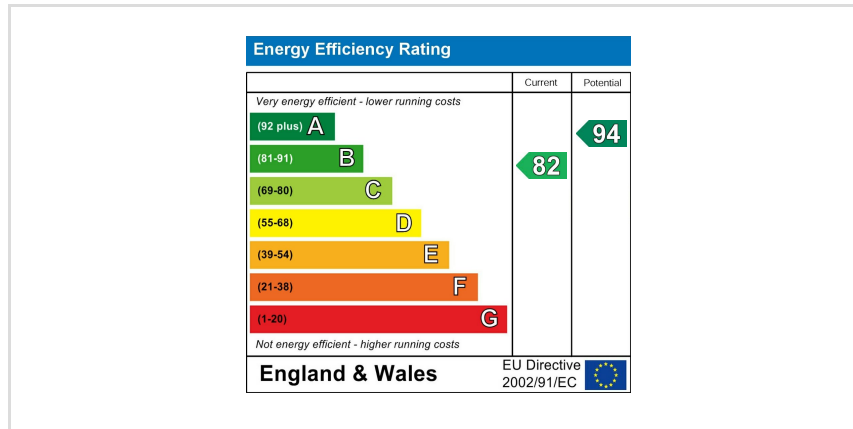 Energy Efficiency Rating
Current Potential
Very energy efficient - lower running costs
(92 plus) A
94
(81-91) B
82
(69-80) C
(55-68) D
(39-54) E
(21-38) F
(1-20) G
Not energy efficient - higher running costs
England & Wales
EU Directive
2002/91/EC